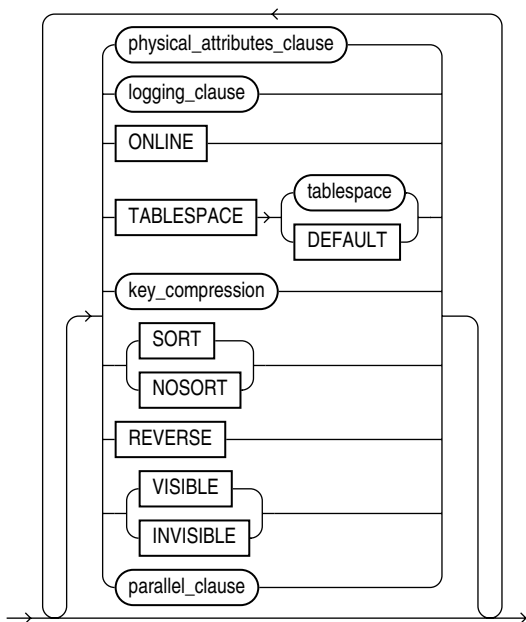 physical_attributes_clause
logging_clause
ONLINE
TABLESPACE
tablespace
DEFAULT
key_compression
SORT
NOSORT
REVERSE
VISIBLE
INVISIBLE
parallel_clause